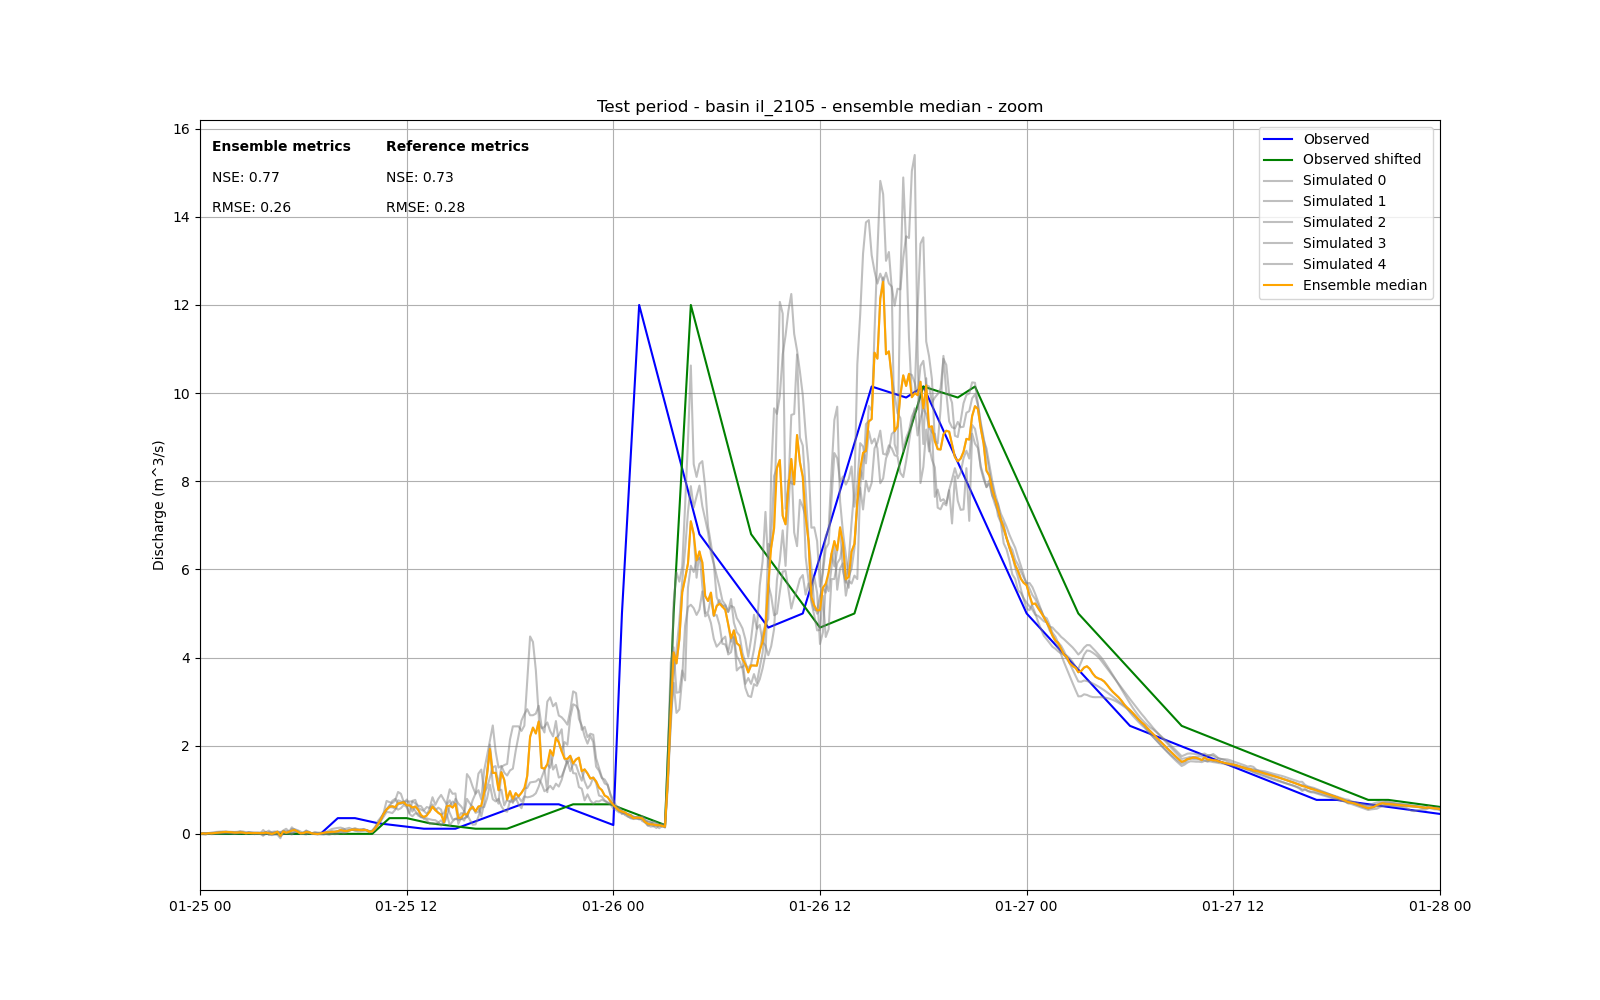 Test period - basin il_2105 - ensemble median - zoom
Ensemble metrics
Reference metrics
NSE: 0.77
NSE: 0.73
RMSE: 0.26
RMSE: 0.28
Observed
Observed shifted
Simulated 0
Simulated 1
Simulated 2
Simulated 3
Simulated 4
Ensemble median
Discharge (m^3/s)
16
14
12
10
8
6
4
2
0
01-25 00
01-25 12
01-26 00
01-26 12
01-27 00
01-27 12
01-28 00